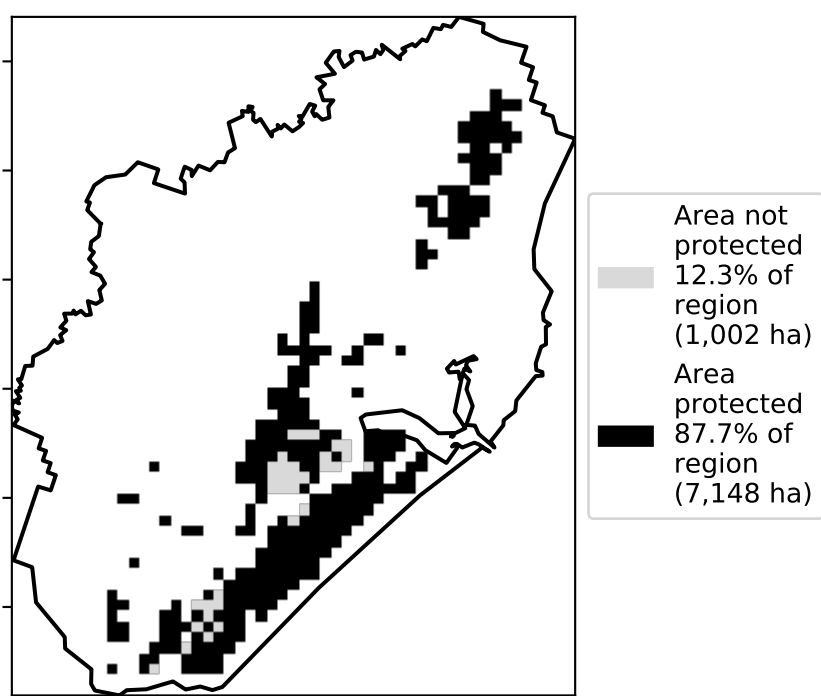 Area not
protected
12.3% of
region
(1,002 ha)
Area
protected
87.7% of
region
(7,148 ha)